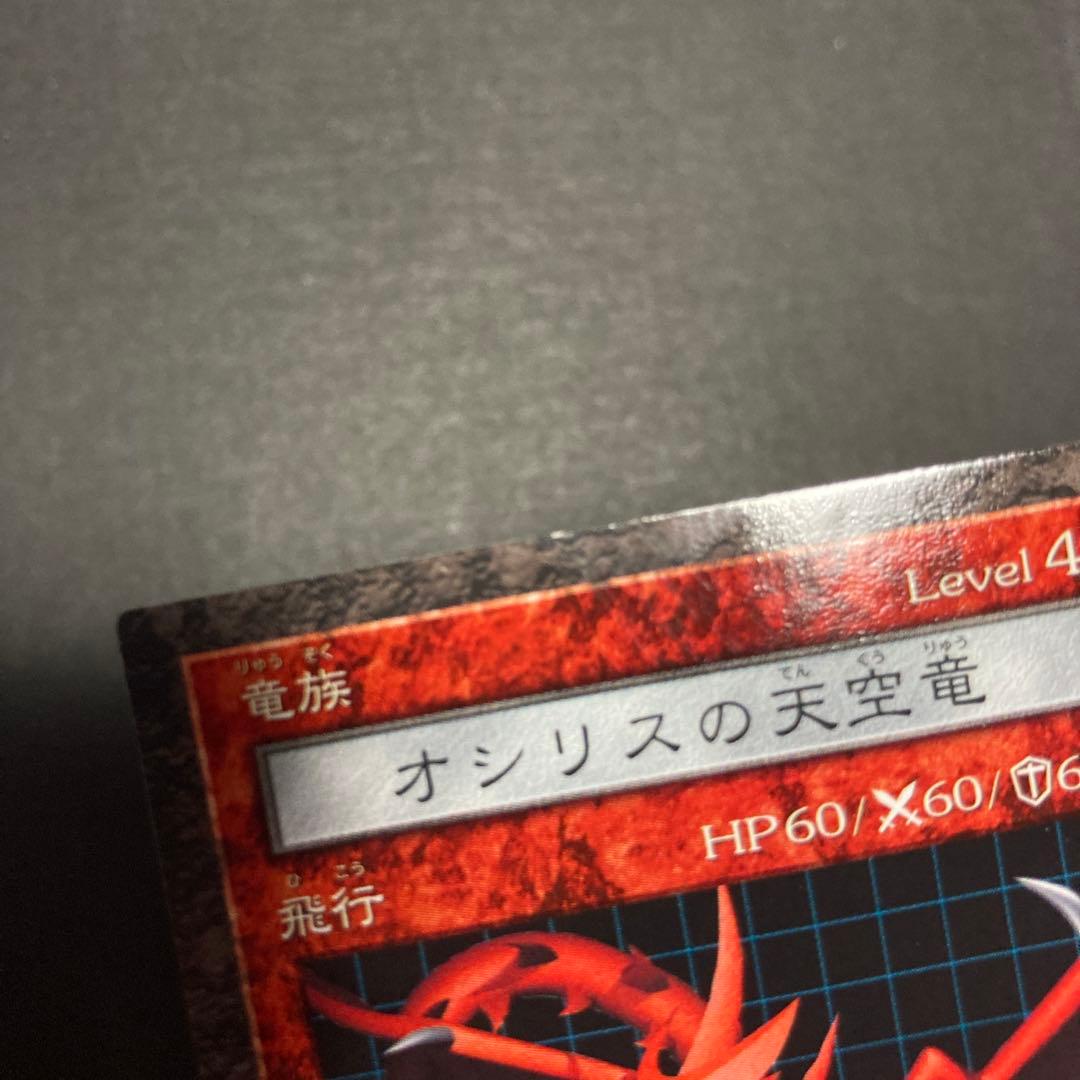 Level 4
りゅう ぞく
竜族
てん くう りゅう
オシリスの天空竜
HP60/60/6
ひ こう
飛行